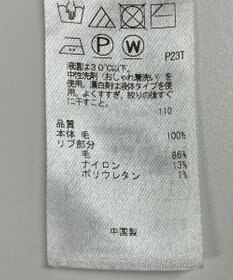 P W P23T
液温は30℃以下。
中性洗剤(おしゃれ着洗い)を
使用。漂白剤は液体タイプを使
用。よくすすぎ、絞りの後すぐ
に干すこと。
110
品質
本体 毛 100%
リブ部分
毛 86%
ナイロン 13%
ポリウレタン 1%
中国製